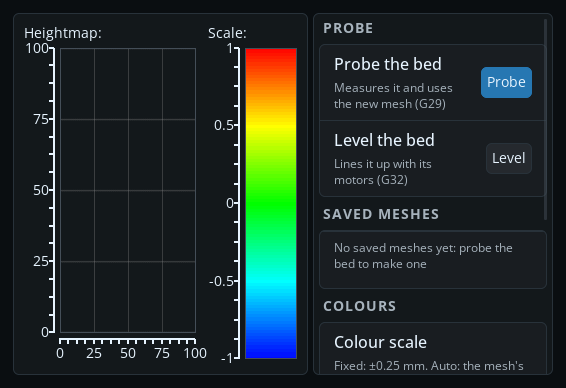 Heightmap:
100
75
50
25
0
0 25 50 75 100
Scale:
1
0.5
0
-0.5
-1
PROBE
Probe the bed
Measures it and uses
the new mesh (G29)
Probe
Level the bed
Lines it up with its
motors (G32)
Level
SAVED MESHES
No saved meshes yet: probe the
bed to make one
COLOURS
Colour scale
Fixed: ±0.25 mm. Auto: the mesh's